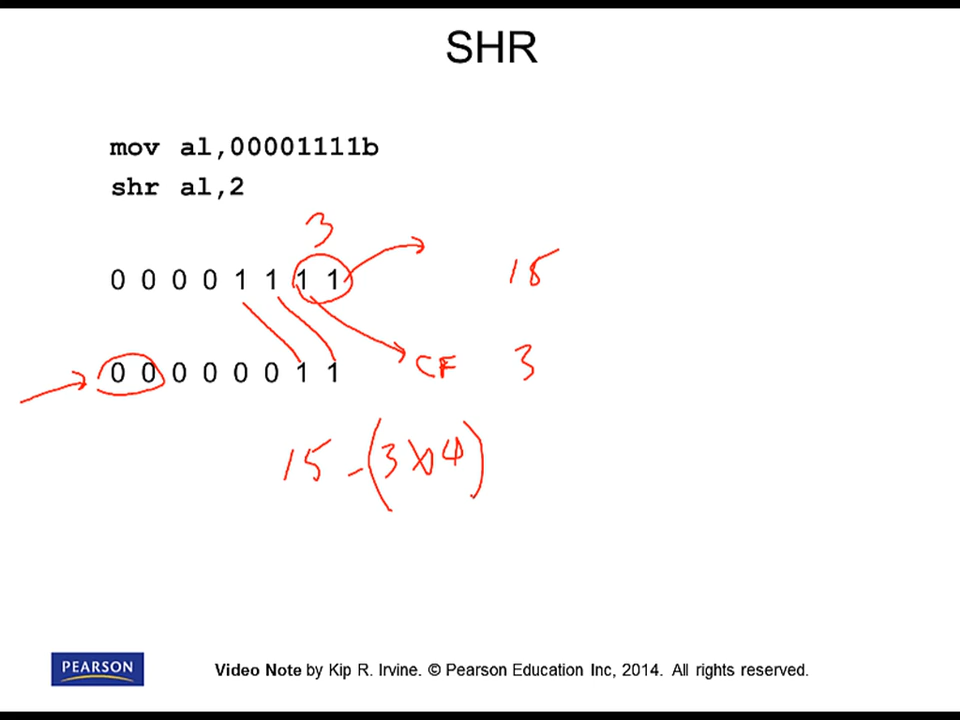 SHR
mov al,00001111b
shr al,2
3
0 0 0 0 1 1 1 1 15
0 0 0 0 0 0 1 1 CF 3
15 - (3 x 4)
PEARSON
Video Note by Kip R. Irvine. © Pearson Education Inc, 2014. All rights reserved.